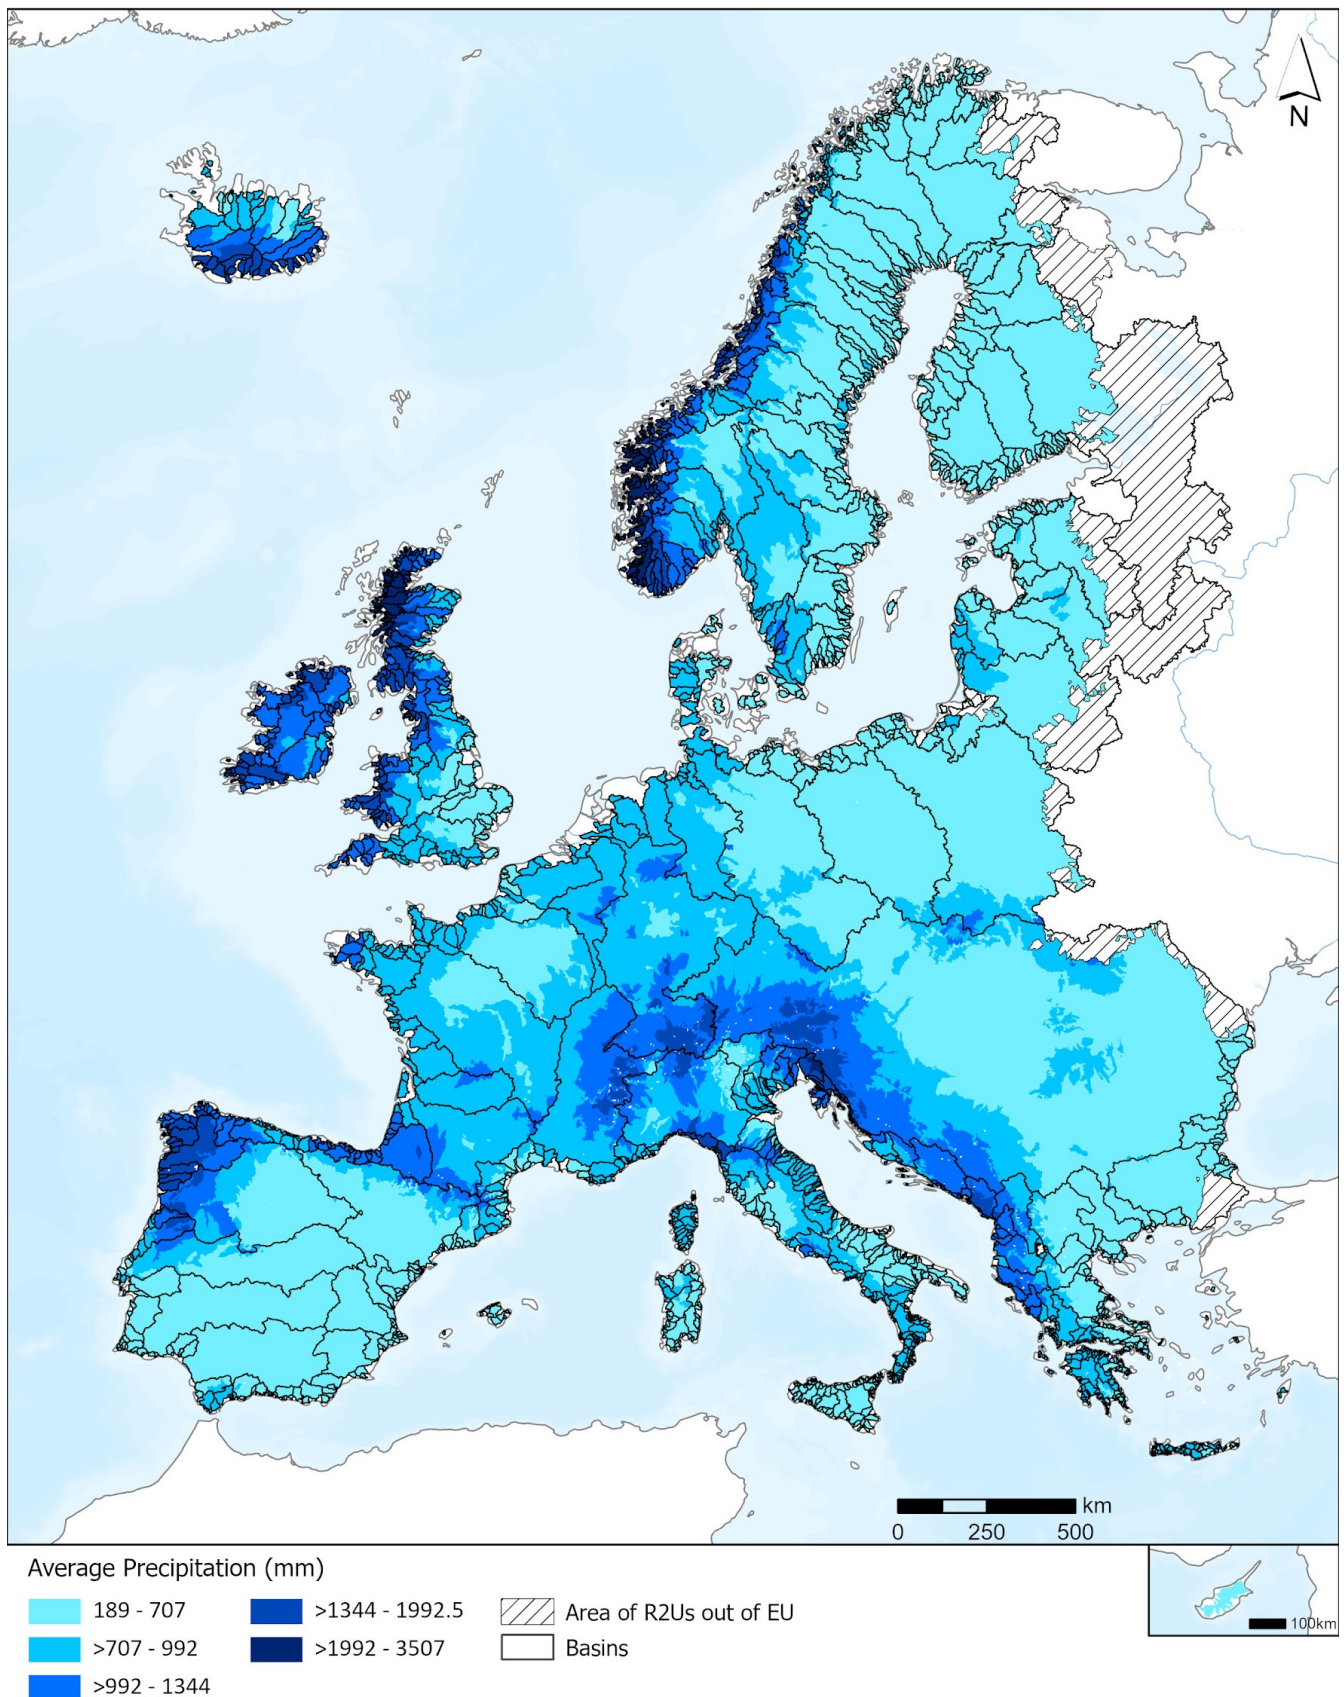 N
km
0 250 500
Average Precipitation (mm)
189 - 707
>707 - 992
>992 - 1344
>1344 - 1992.5
>1992 - 3507
Area of R2Us out of EU
Basins
100km